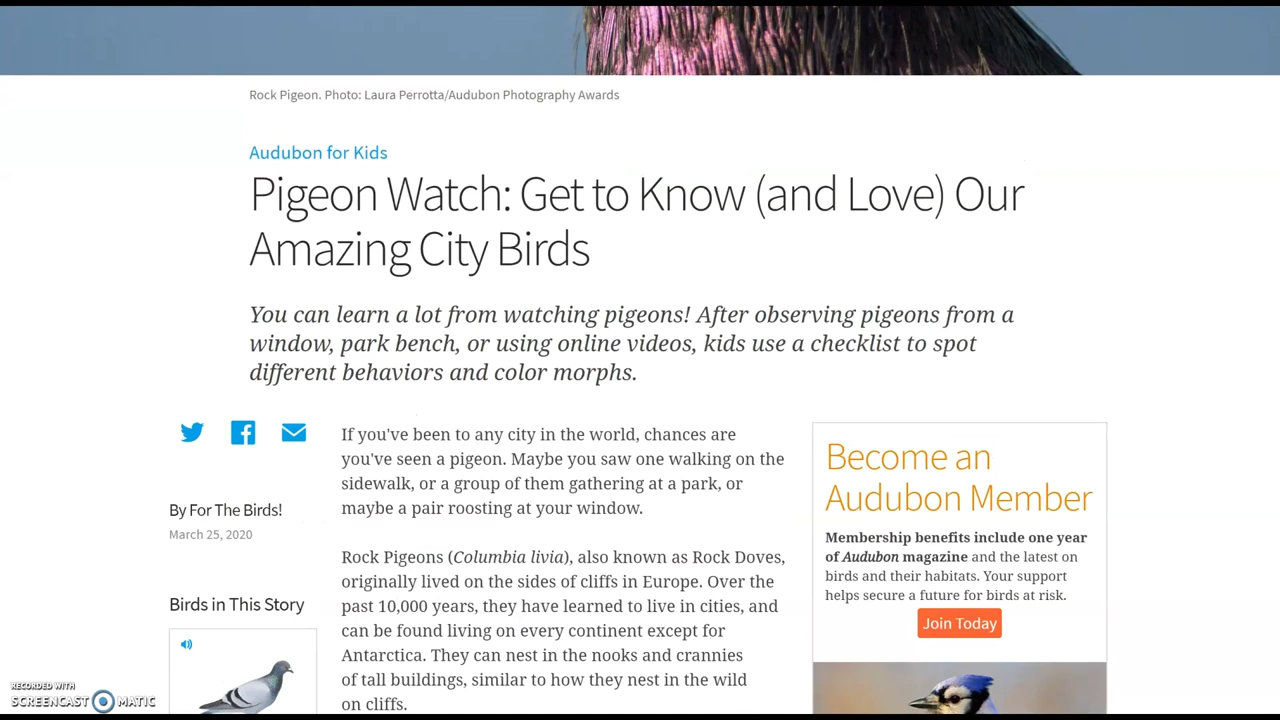 Rock Pigeon. Photo: Laura Perrotta/Audubon Photography Awards
Audubon for Kids
Pigeon Watch: Get to Know (and Love) Our
Amazing City Birds
You can learn a lot from watching pigeons! After observing pigeons from a
window, park bench, or using online videos, kids use a checklist to spot
different behaviors and color morphs.
By For The Birds!
March 25, 2020
Birds in This Story
If you've been to any city in the world, chances are
you've seen a pigeon. Maybe you saw one walking on the
sidewalk, or a group of them gathering at a park, or
maybe a pair roosting at your window.
Rock Pigeons (Columbia livia), also known as Rock Doves,
originally lived on the sides of cliffs in Europe. Over the
past 10,000 years, they have learned to live in cities, and
can be found living on every continent except for
Antarctica. They can nest in the nooks and crannies
of tall buildings, similar to how they nest in the wild
on cliffs.
Become an
Audubon Member
Membership benefits include one year
of Audubon magazine and the latest on
birds and their habitats. Your support
helps secure a future for birds at risk.
Join Today
RECORDED WITH
SCREENCAST MATIC